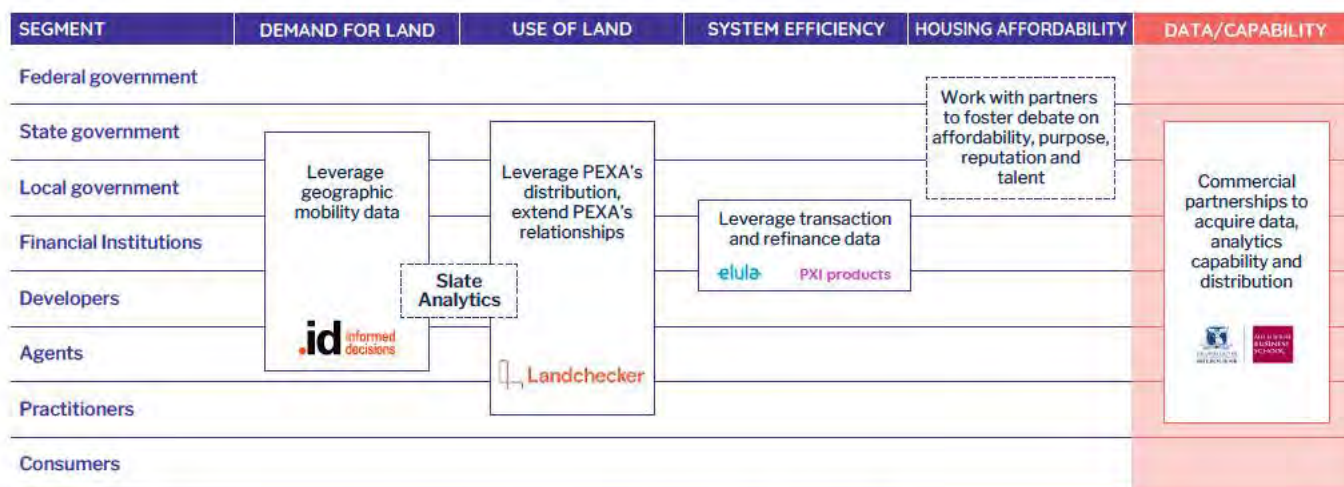 SEGMENT
DEMAND FOR LAND
USE OF LAND
SYSTEM EFFICIENCY
HOUSING AFFORDABILITY
DATA/CAPABILITY
Federal government
State government
Local government
Financial Institutions
Developers
Agents
Practitioners
Consumers
Leverage
geographic
mobility data
.id informed
decisions
Slate
Analytics
Leverage PEXA's
distribution,
extend PEXA's
relationships
Landchecker
Leverage transaction
and refinance data
elula
PXI products
Work with partners
to foster debate on
affordability, purpose,
reputation and
talent
Commercial
partnerships to
acquire data,
analytics
capability and
distribution
MELBOURNE
BUSINESS
SCHOOL